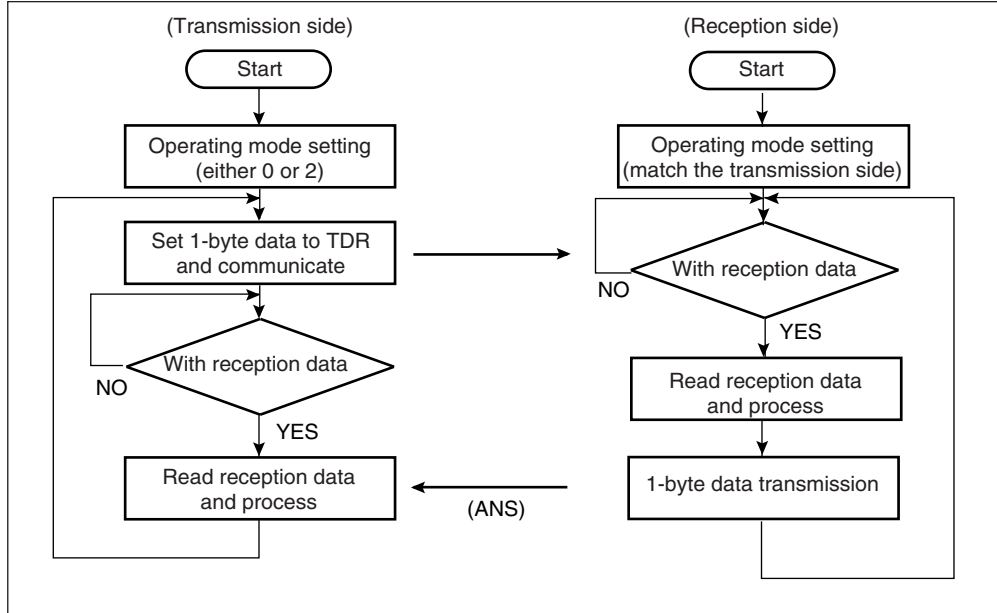 (Transmission side)
Start
Operating mode setting
(either 0 or 2)
Set 1-byte data to TDR
and communicate
With reception data
NO
YES
Read reception data
and process
(ANS)
(Reception side)
Start
Operating mode setting
(match the transmission side)
With reception data
NO
YES
Read reception data
and process
1-byte data transmission